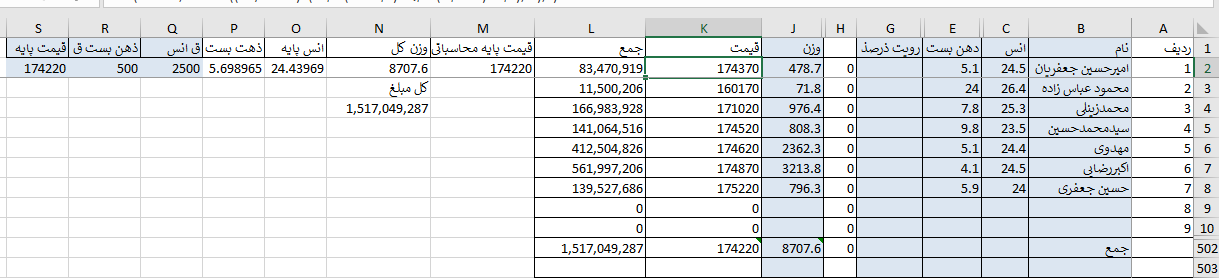 S R Q P O N M L K J H G E C B A
1 ردیف نام انس دهن بست رویت ذرصذ وزن قیمت جمع قیمت پایه محاسباتی وزن کل انس پایه ذهت بست ق انس ذهن بست ق قیمت پایه
2 1 امیرحسین جعفریان 24.5 5.1 0 478.7 174370 83,470,919 174220 8707.6 24.43969 5.698965 2500 500 174220
3 2 محمود عباس زاده 26.4 24 0 71.8 160170 11,500,206 کل مبلغ
4 3 محمدزینلی 25.3 7.8 0 976.4 171020 166,983,928 1,517,049,287
5 4 سیدمحمدحسین 23.5 9.8 0 808.3 174520 141,064,516
6 5 مهدوی 24.4 5.1 0 2362.3 174620 412,504,826
7 6 اکبررضایی 24.5 4.1 0 3213.8 174870 561,997,206
8 7 حسین جعفری 24 5.9 0 796.3 175220 139,527,686
9 8 0 0 0
10 9 0 0 0
502 جمع 0 8707.6 174220 1,517,049,287
503